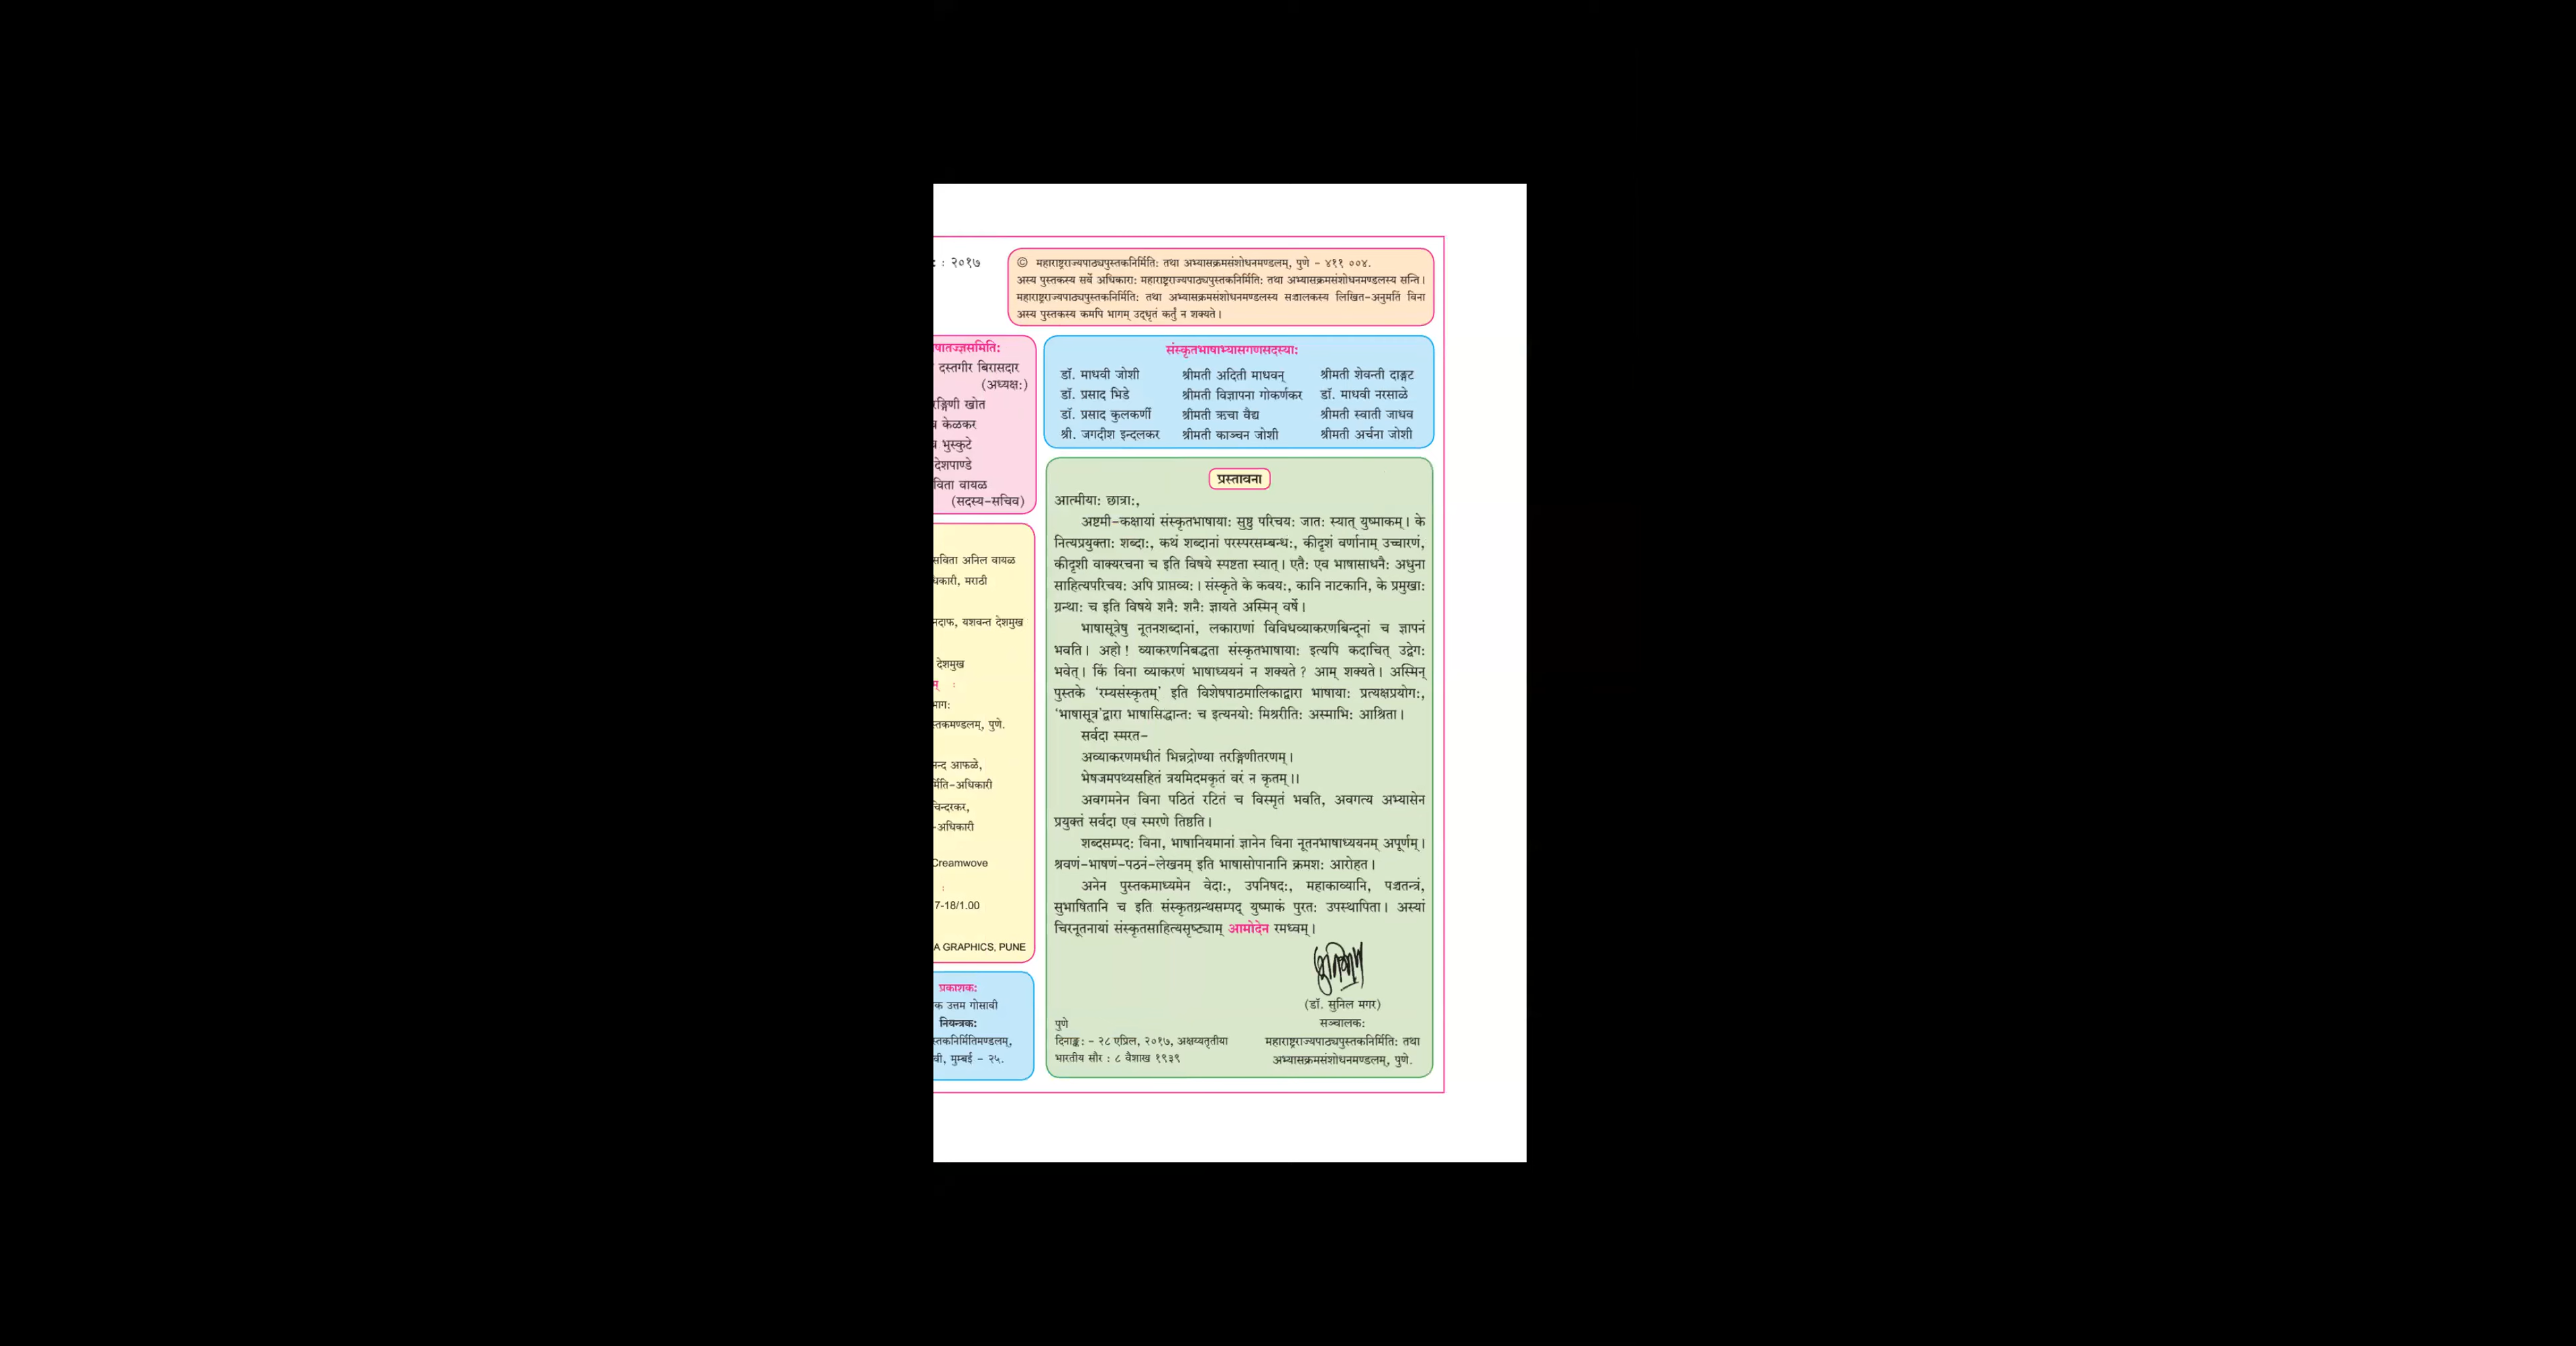 : २०१७
© महाराष्ट्रराज्यपाठ्यपुस्तकनिर्मिति: तथा अभ्यासक्रमसंशोधनमण्डलम्, पुणे - ४११ ००४.
अस्य पुस्तकस्य सर्वे अधिकारा: महाराष्ट्रराज्यपाठ्यपुस्तकनिर्मिति: तथा अभ्यासक्रमसंशोधनमण्डलस्य सन्ति।
महाराष्ट्रराज्यपाठ्यपुस्तकनिर्मिति: तथा अभ्यासक्रमसंशोधनमण्डलस्य सञ्चालकस्य लिखित-अनुमतिं विना
अस्य पुस्तकस्य कमपि भागम् उद्धृतं कर्तुं न शक्यते।
षातज्ज्ञसमिति:
दस्तगीर बिरासदार
(अध्यक्ष:)
खोत
केळकर
भुस्कुटे
देशपाण्डे
विता वायळ
(सदस्य-सचिव)
सविता अनिल वायळ
धिकारी, मराठी
नदाफ, यशवन्त देशमुख
देशमुख
:
भाग:
स्तकमण्डलम्, पुणे.
नन्द आफळे,
र्मिति-अधिकारी
चिन्दरकर,
-अधिकारी
Creamwove
:
7-18/1.00
A GRAPHICS, PUNE
प्रकाशक:
क उत्तम गोसावी
नियन्त्रक:
स्तकनिर्मितिमण्डलम्,
वी, मुम्बई - २५.
संस्कृतभाषाभ्यासगणसदस्या:
डॉ. माधवी जोशी श्रीमती अदिती माधवन् श्रीमती शेवन्ती दाङ्गट
डॉ. प्रसाद भिडे श्रीमती विज्ञापना गोकर्णकर डॉ. माधवी नरसाळे
डॉ. प्रसाद कुलकर्णी श्रीमती ऋचा वैद्य श्रीमती स्वाती जाधव
श्री. जगदीश इन्दलकर श्रीमती काञ्चन जोशी श्रीमती अर्चना जोशी
प्रस्तावना
आत्मीया: छात्रा:,
अष्टमी-कक्षायां संस्कृतभाषाया: सुष्ठु परिचय: जात: स्यात् युष्माकम्। के
नित्यप्रयुक्ता: शब्दा:, कथं शब्दानां परस्परसम्बन्ध:, कीदृशं वर्णानाम् उच्चारणं,
कीदृशी वाक्यरचना च इति विषये स्पष्टता स्यात्। एतै: एव भाषासाधनै: अधुना
साहित्यपरिचय: अपि प्राप्तव्य:। संस्कृते के कवय:, कानि नाटकानि, के प्रमुखा:
ग्रन्था: च इति विषये शनै: शनै: ज्ञायते अस्मिन् वर्षे।
भाषासूत्रेषु नूतनशब्दानां, लकाराणां विविधव्याकरणबिन्दूनां च ज्ञापनं
भवति। अहो! व्याकरणनिबद्धता संस्कृतभाषाया: इत्यपि कदाचित् उद्वेग:
भवेत्। किं विना व्याकरणं भाषाध्ययनं न शक्यते? आम् शक्यते। अस्मिन्
पुस्तके ‘रम्यसंस्कृतम्’ इति विशेषपाठमालिकाद्वारा भाषाया: प्रत्यक्षप्रयोग:,
‘भाषासूत्र’द्वारा भाषासिद्धान्त: च इत्यनयो: मिश्ररीति: अस्माभि: आश्रिता।
सर्वदा स्मरत-
अव्याकरणमधीतं भिन्नद्रोण्या तरङ्गिणीतरणम्।
भेषजमपथ्यसहितं त्रयमिदमकृतं वरं न कृतम्।।
अवगमनेन विना पठितं रटितं च विस्मृतं भवति, अवगत्य अभ्यासेन
प्रयुक्तं सर्वदा एव स्मरणे तिष्ठति।
शब्दसम्पद: विना, भाषानियमानां ज्ञानेन विना नूतनभाषाध्ययनम् अपूर्णम्।
श्रवणं-भाषणं-पठनं-लेखनम् इति भाषासोपानानि क्रमश: आरोहत।
अनेन पुस्तकमाध्यमेन वेदा:, उपनिषद:, महाकाव्यानि, पञ्चतन्त्रं,
सुभाषितानि च इति संस्कृतग्रन्थसम्पद् युष्माकं पुरत: उपस्थापिता। अस्यां
चिरनूतनायां संस्कृतसाहित्यसृष्ट्याम् आमोदेन रमध्वम्।
(डॉ. सुनिल मगर)
पुणे सञ्चालक:
दिनाङ्क: - २८ एप्रिल, २०१७, अक्षय्यतृतीया महाराष्ट्रराज्यपाठ्यपुस्तकनिर्मिति: तथा
भारतीय सौर : ८ वैशाख १९३९ अभ्यासक्रमसंशोधनमण्डलम्, पुणे.